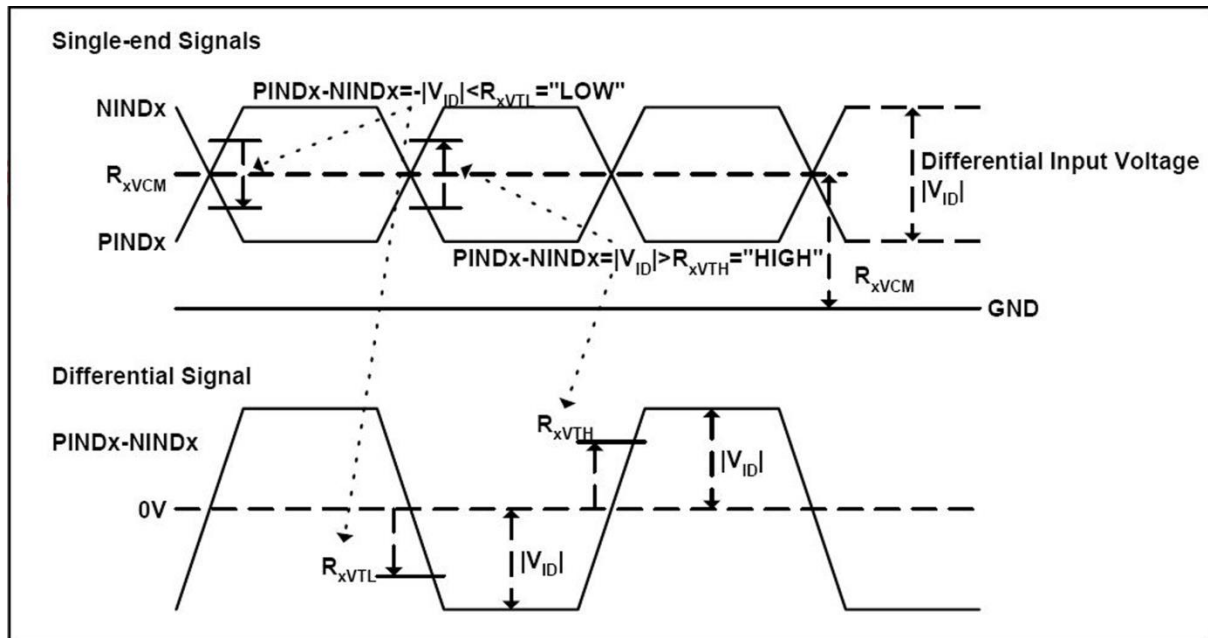 Single-end Signals
PINDx-NINDx=-|VID|<RxVTL="LOW"
NINDx
RxVCM
Differential Input Voltage
|VID|
PINDx
PINDx-NINDx=|VID|>RxVTH="HIGH"
RxVCM
GND
Differential Signal
RxVTH
PINDx-NINDx
|VID|
0V
RxVTL
|VID|